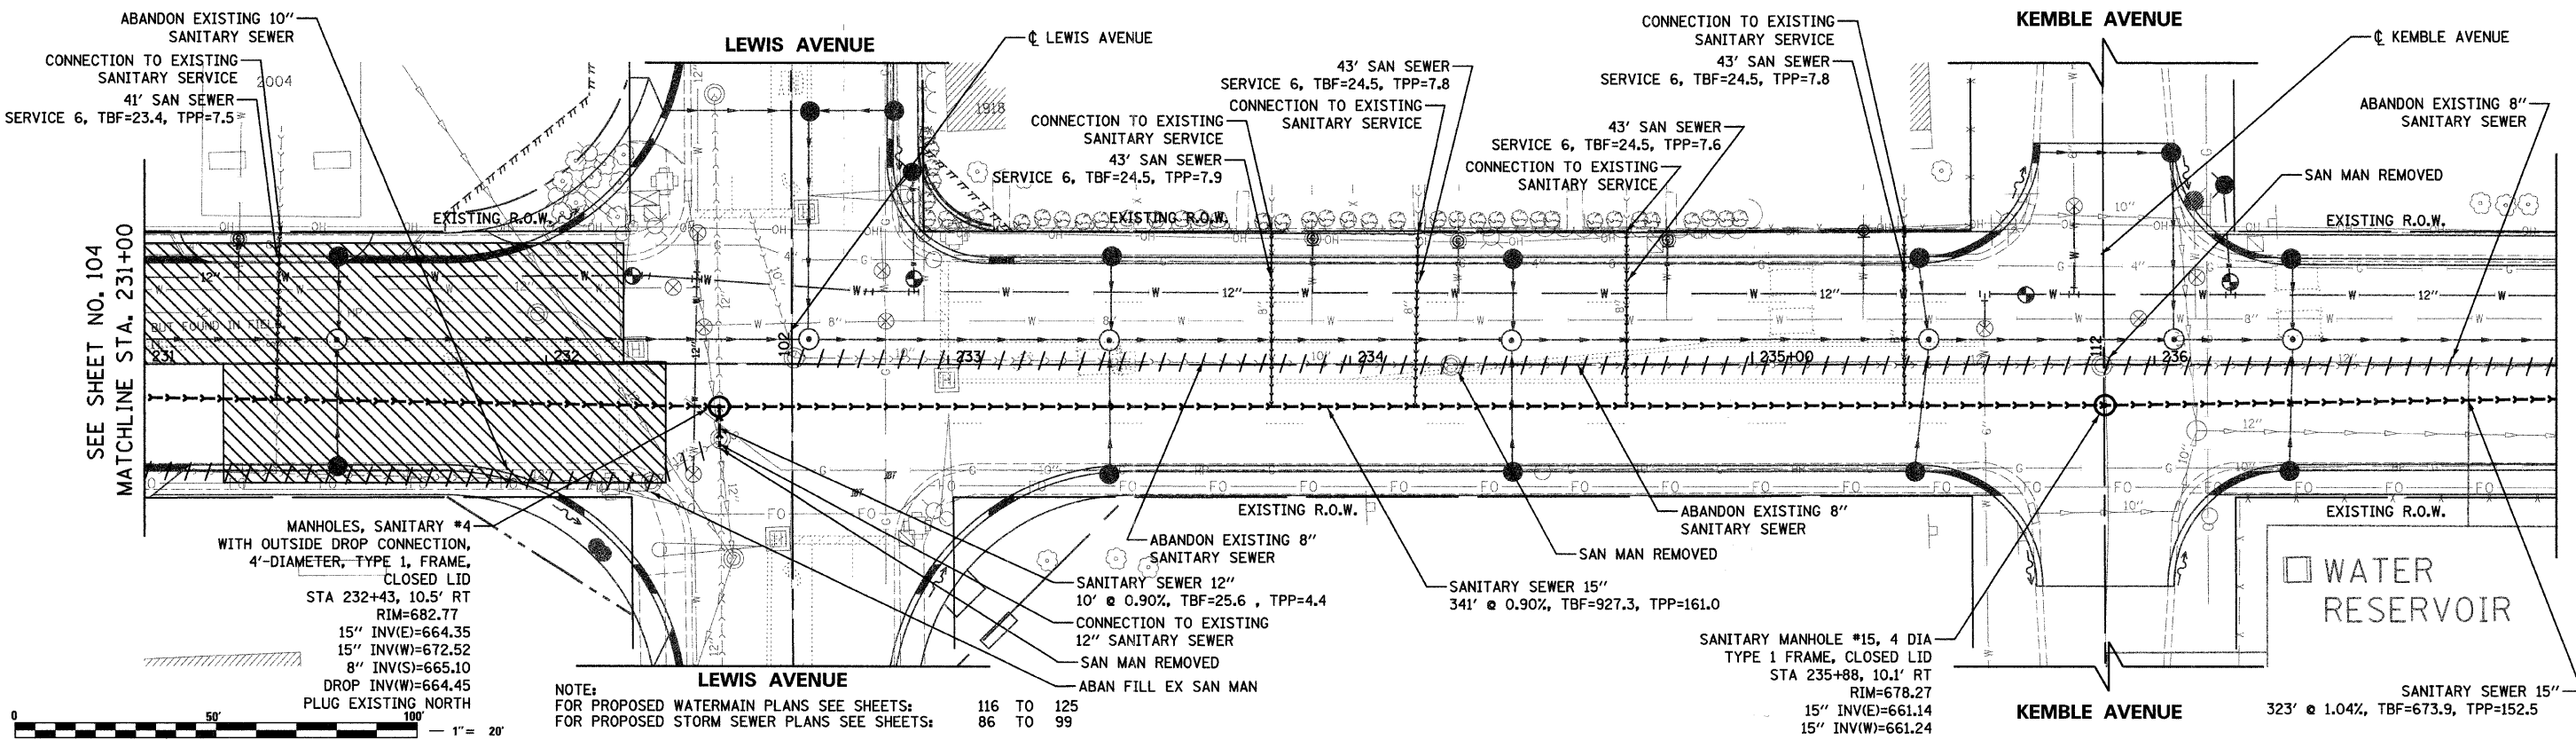 ABANDON EXISTING 10"
SANITARY SEWER
CONNECTION TO EXISTING
SANITARY SERVICE
2004
41' SAN SEWER
SERVICE 6, TBF=23.4, TPP=7.5
LEWIS AVENUE
℄ LEWIS AVENUE
1918
CONNECTION TO EXISTING
SANITARY SERVICE
43' SAN SEWER
SERVICE 6, TBF=24.5, TPP=7.9
43' SAN SEWER
SERVICE 6, TBF=24.5, TPP=7.8
CONNECTION TO EXISTING
SANITARY SERVICE
43' SAN SEWER
SERVICE 6, TBF=24.5, TPP=7.6
CONNECTION TO EXISTING
SANITARY SERVICE
CONNECTION TO EXISTING
SANITARY SERVICE
43' SAN SEWER
SERVICE 6, TBF=24.5, TPP=7.8
KEMBLE AVENUE
℄ KEMBLE AVENUE
ABANDON EXISTING 8"
SANITARY SEWER
SAN MAN REMOVED
EXISTING R.O.W.
EXISTING R.O.W.
EXISTING R.O.W.
SEE SHEET NO. 104
MATCHLINE STA. 231+00
BUT FOUND IN FIELD.
231
232
102
233
234
235+00
112
236
EXISTING R.O.W.
EXISTING R.O.W.
MANHOLES, SANITARY #4
WITH OUTSIDE DROP CONNECTION,
4'-DIAMETER, TYPE 1, FRAME,
CLOSED LID
STA 232+43, 10.5' RT
RIM=682.77
15" INV(E)=664.35
15" INV(W)=672.52
8" INV(S)=665.10
DROP INV(W)=664.45
PLUG EXISTING NORTH
ABANDON EXISTING 8"
SANITARY SEWER
SANITARY SEWER 12"
10' @ 0.90%, TBF=25.6 , TPP=4.4
CONNECTION TO EXISTING
12" SANITARY SEWER
SAN MAN REMOVED
ABAN FILL EX SAN MAN
SANITARY SEWER 15"
341' @ 0.90%, TBF=927.3, TPP=161.0
SAN MAN REMOVED
ABANDON EXISTING 8"
SANITARY SEWER
SANITARY MANHOLE #15, 4 DIA
TYPE 1 FRAME, CLOSED LID
STA 235+88, 10.1' RT
RIM=678.27
15" INV(E)=661.14
15" INV(W)=661.24
WATER
RESERVOIR
SANITARY SEWER 15"
323' @ 1.04%, TBF=673.9, TPP=152.5
LEWIS AVENUE
KEMBLE AVENUE
NOTE:
FOR PROPOSED WATERMAIN PLANS SEE SHEETS: 116 TO 125
FOR PROPOSED STORM SEWER PLANS SEE SHEETS: 86 TO 99
0 50' 100'
1"= 20'